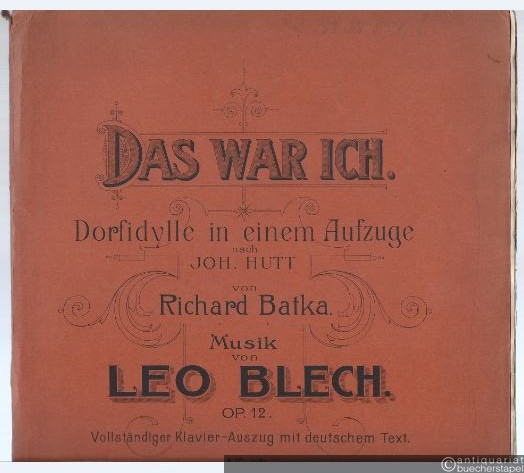 DAS WAR ICH.
Dorfidylle in einem Aufzuge
nach
JOH. HUTT
von
Richard Batka.
Musik
von
LEO BLECH.
OP. 12.
Vollständiger Klavier-Auszug mit deutschem Text.
antiquariat
buecherstapel